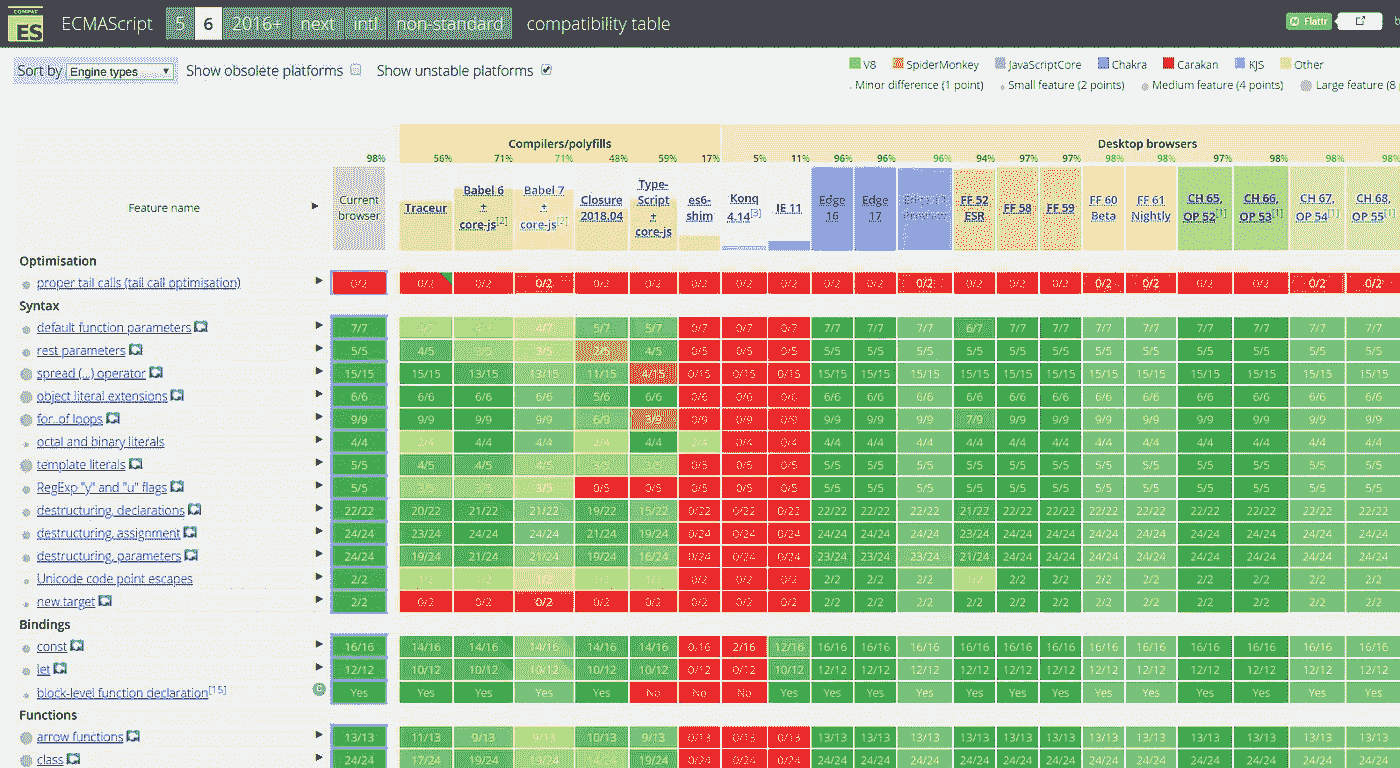 COMPAT
ES ECMAScript 5 6 2016+ next intl non-standard compatibility table Flattr
Sort by Engine types Show obsolete platforms Show unstable platforms
V8 SpiderMonkey JavaScriptCore Chakra Carakan KJS Other
Minor difference (1 point) Small feature (2 points) Medium feature (4 points) Large feature (8
Compilers/polyfills Desktop browsers
98% 56% 71% 71% 48% 59% 17% 5% 11% 96% 96% 96% 94% 97% 97% 98% 98% 97% 98% 98% 98%
Feature name Current browser Traceur Babel 6 + core-js[2] Babel 7 + core-js[2] Closure 2018.04 Type-Script + core-js es6-shim Konq 4.14[3] IE 11 Edge 16 Edge 17 FF 52 ESR FF 58 FF 59 FF 60 Beta FF 61 Nightly CH 65, OP 52[1] CH 66, OP 53[1] CH 67, OP 54[1] CH 68, OP 55[1]
Optimisation
proper tail calls (tail call optimisation) 0/2 0/2 0/2 0/2 0/2 0/2 0/2 0/2 0/2 0/2 0/2 0/2 0/2 0/2 0/2 0/2 0/2 0/2 0/2 0/2 0/2
Syntax
default function parameters 7/7 4/7 5/7 5/7 0/7 0/7 0/7 7/7 7/7 7/7 6/7 7/7 7/7 7/7 7/7 7/7 7/7 7/7 7/7
rest parameters 5/5 4/5 3/5 4/5 0/5 0/5 0/5 5/5 5/5 5/5 5/5 5/5 5/5 5/5 5/5 5/5 5/5 5/5 5/5
spread (...) operator 15/15 15/15 13/15 13/15 11/15 4/15 0/15 0/15 0/15 15/15 15/15 15/15 15/15 15/15 15/15 15/15 15/15 15/15 15/15 15/15 15/15
object literal extensions 6/6 6/6 6/6 6/6 5/6 6/6 0/6 0/6 0/6 6/6 6/6 6/6 6/6 6/6 6/6 6/6 6/6 6/6 6/6 6/6 6/6
for..of loops 9/9 9/9 9/9 9/9 6/9 3/9 0/9 0/9 0/9 9/9 9/9 9/9 7/9 9/9 9/9 9/9 9/9 9/9 9/9 9/9 9/9
octal and binary literals 4/4 2/4 4/4 4/4 2/4 4/4 2/4 0/4 0/4 4/4 4/4 4/4 4/4 4/4 4/4 4/4 4/4 4/4 4/4 4/4 4/4
template literals 5/5 4/5 4/5 4/5 3/5 3/5 0/5 0/5 0/5 5/5 5/5 5/5 5/5 5/5 5/5 5/5 5/5 5/5 5/5 5/5 5/5
RegExp "y" and "u" flags 5/5 3/5 0/5 0/5 0/5 0/5 0/5 5/5 5/5 5/5 5/5 5/5 5/5 5/5 5/5 5/5 5/5 5/5 5/5
destructuring, declarations 22/22 20/22 21/22 21/22 19/22 15/22 0/22 0/22 0/22 22/22 22/22 22/22 21/22 22/22 22/22 22/22 22/22 22/22 22/22 22/22 22/22
destructuring, assignment 24/24 23/24 24/24 24/24 21/24 19/24 0/24 0/24 0/24 24/24 24/24 24/24 23/24 24/24 24/24 24/24 24/24 24/24 24/24 24/24 24/24
destructuring, parameters 24/24 19/24 21/24 21/24 19/24 16/24 0/24 0/24 0/24 23/24 23/24 23/24 21/24 24/24 24/24 24/24 24/24 24/24 24/24 24/24 24/24
Unicode code point escapes 2/2 1/2 1/2 1/2 1/2 1/2 0/2 0/2 0/2 2/2 2/2 2/2 1/2 2/2 2/2 2/2 2/2 2/2 2/2 2/2 2/2
new.target 2/2 0/2 0/2 0/2 0/2 0/2 0/2 0/2 0/2 2/2 2/2 2/2 2/2 2/2 2/2 2/2 2/2 2/2 2/2 2/2 2/2
Bindings
const 16/16 14/16 14/16 14/16 14/16 14/16 0/16 2/16 12/16 16/16 16/16 16/16 16/16 16/16 16/16 16/16 16/16 16/16 16/16 16/16 16/16
let 12/12 10/12 10/12 10/12 10/12 10/12 0/12 0/12 10/12 12/12 12/12 12/12 12/12 12/12 12/12 12/12 12/12 12/12 12/12 12/12 12/12
block-level function declaration[15] C Yes Yes Yes Yes Yes No No No Yes Yes Yes Yes Yes Yes Yes Yes Yes Yes Yes Yes Yes
Functions
arrow functions 13/13 11/13 9/13 9/13 10/13 9/13 0/13 0/13 0/13 13/13 13/13 13/13 13/13 13/13 13/13 13/13 13/13 13/13 13/13 13/13 13/13
class 24/24 17/24 19/24 19/24 19/24 0/24 0/24 0/24 24/24 24/24 24/24 24/24 24/24 24/24 24/24 24/24 24/24 24/24 24/24 24/24